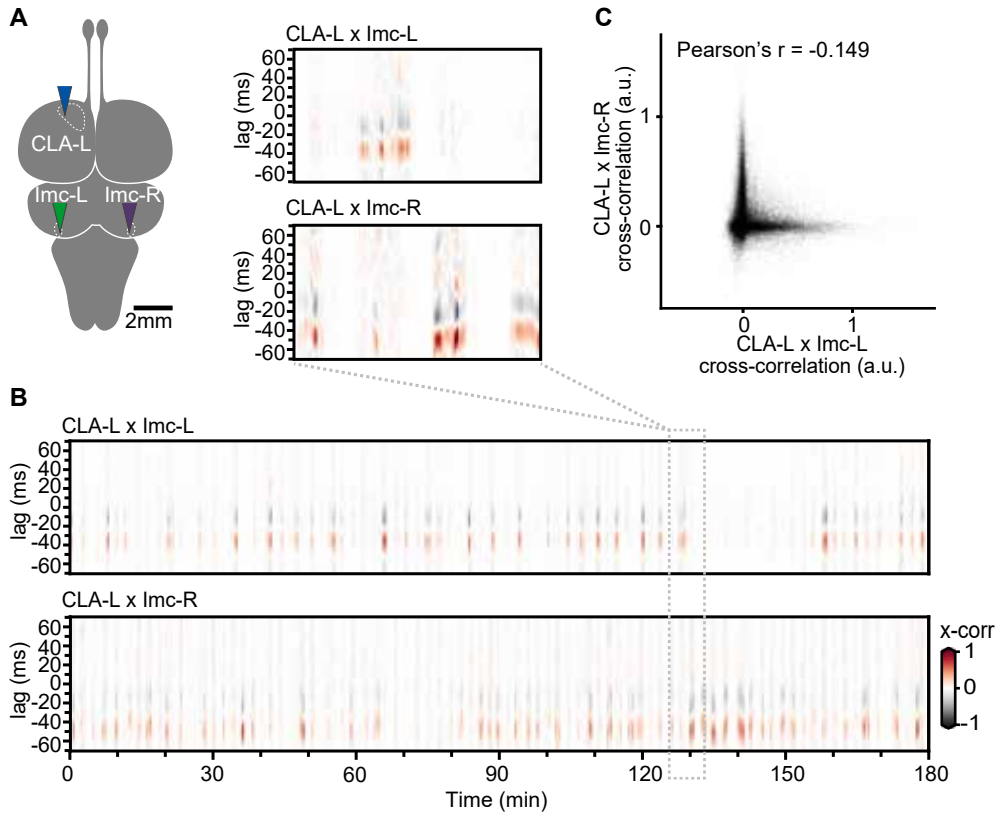 A
CLA-L
Imc-L
Imc-R
2mm
CLA-L x Imc-L
lag (ms)
60
40
20
0
-20
-40
-60
CLA-L x Imc-R
lag (ms)
60
40
20
0
-20
-40
-60
C
Pearson's r = -0.149
CLA-L x Imc-R
cross-correlation (a.u.)
1
0
0 1
CLA-L x Imc-L
cross-correlation (a.u.)
B
CLA-L x Imc-L
lag (ms)
60
40
20
0
-20
-40
-60
CLA-L x Imc-R
lag (ms)
60
40
20
0
-20
-40
-60
0 30 60 90 120 150 180
Time (min)
x-corr
1
0
-1